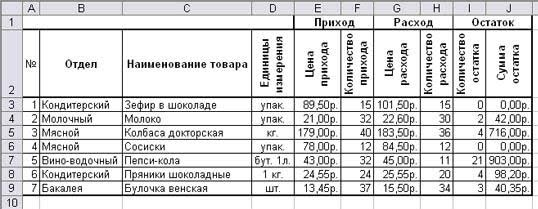 A B C D E F G H I J
1 Приход Расход Остаток
2 № Отдел Наименование товара Единицы измерения Цена прихода Количество прихода Цена расхода Количество расхода Количество остатка Сумма остатка
3 1 Кондитерский Зефир в шоколаде упак. 89,50р. 15 101,50р. 15 0 0,00р.
4 2 Молочный Молоко упак. 21,00р. 32 22,60р. 30 2 42,00р.
5 3 Мясной Колбаса докторская кг. 179,00р. 40 183,50р. 36 4 716,00р.
6 4 Мясной Сосиски упак. 78,00р. 12 84,50р. 12 0 0,00р.
7 5 Вино-водочный Пепси-кола бут. 1л. 43,00р. 32 45,00р. 11 21 903,00р.
8 6 Кондитерский Пряники шоколадные 1 кг. 24,55р. 24 25,55р. 20 4 98,20р.
9 7 Бакалея Булочка венская шт. 13,45р. 37 15,50р. 34 3 40,35р.
10